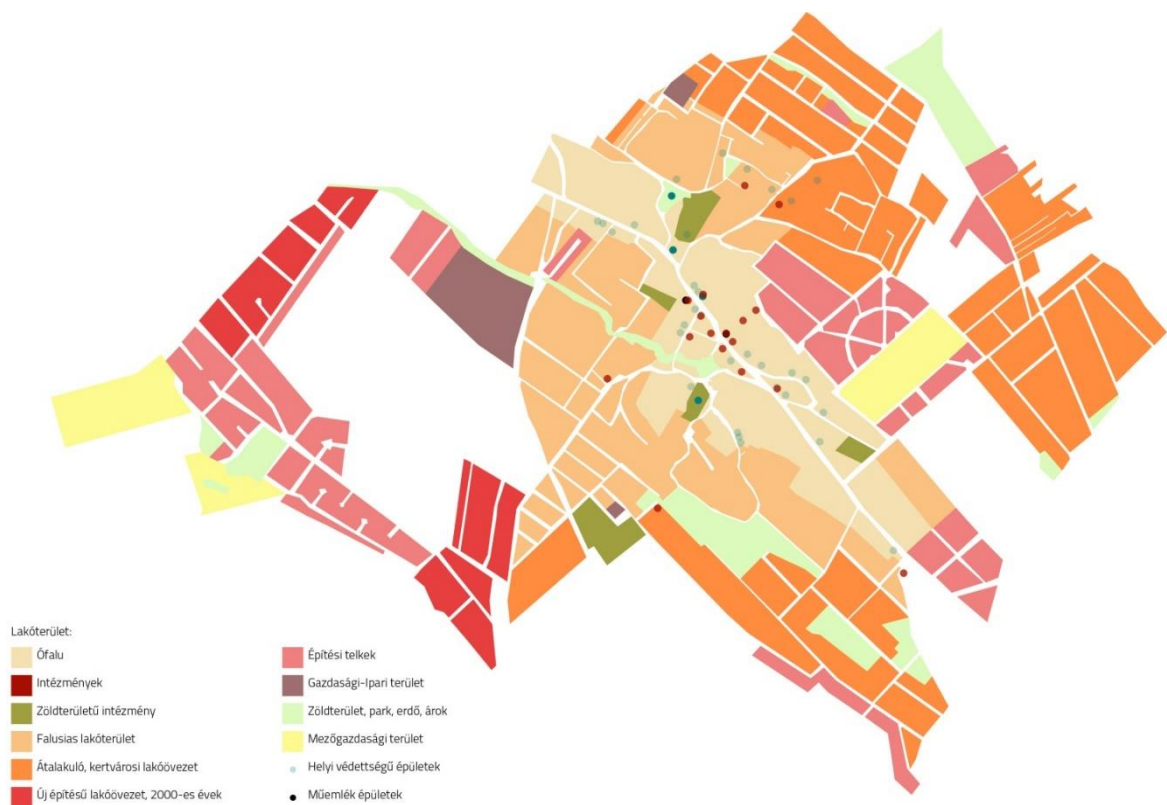 Lakóterület:
Ófalu
Intézmények
Zöldterületű intézmény
Falusias lakóterület
Átalakuló, kertvárosi lakóövezet
Új építésű lakóövezet, 2000-es évek
Építési telkek
Gazdasági-Ipari terület
Zöldterület, park, erdő, árok
Mezőgazdasági terület
Helyi védettségű épületek
Műemlék épületek